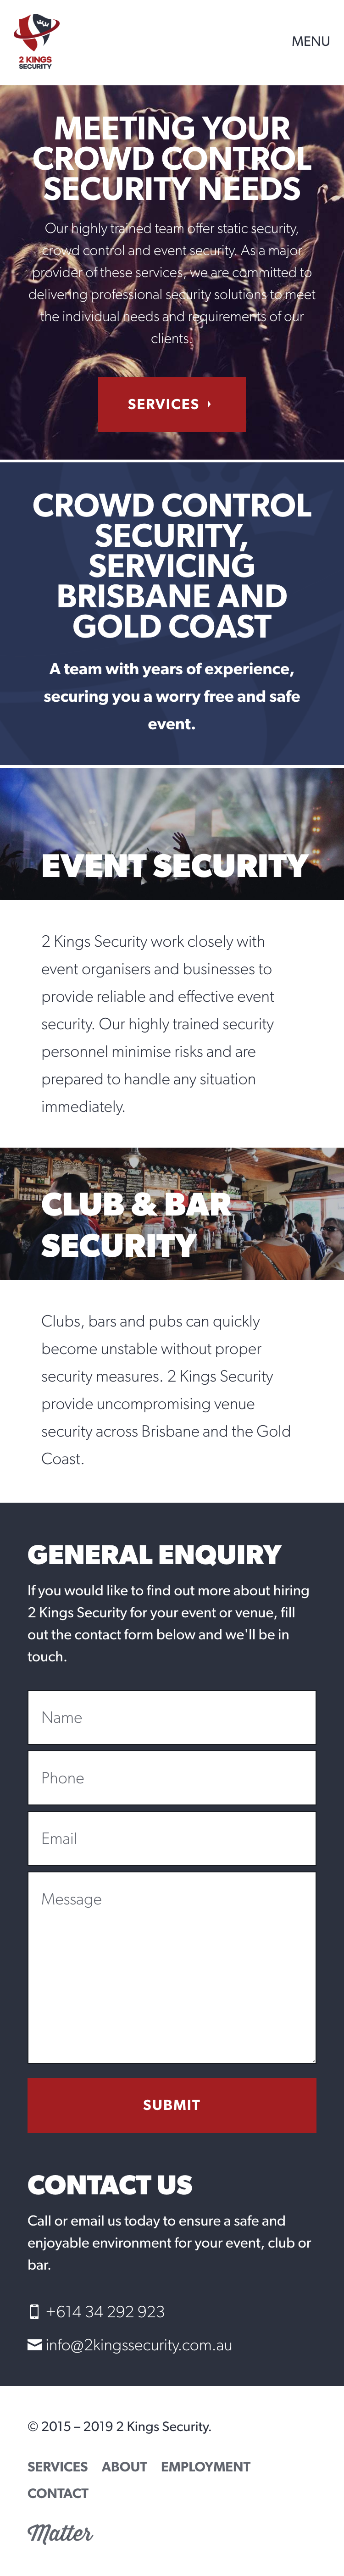 2 KINGS
SECURITY
MENU
MEETING YOUR
CROWD CONTROL
SECURITY NEEDS
Our highly trained team offer static security,
crowd control and event security. As a major
provider of these services, we are committed to
delivering professional security solutions to meet
the individual needs and requirements of our
clients.
SERVICES
CROWD CONTROL
SECURITY,
SERVICING
BRISBANE AND
GOLD COAST
A team with years of experience,
securing you a worry free and safe
event.
EVENT SECURITY
2 Kings Security work closely with
event organisers and businesses to
provide reliable and effective event
security. Our highly trained security
personnel minimise risks and are
prepared to handle any situation
immediately.
CLUB & BAR
SECURITY
Clubs, bars and pubs can quickly
become unstable without proper
security measures. 2 Kings Security
provide uncompromising venue
security across Brisbane and the Gold
Coast.
GENERAL ENQUIRY
If you would like to find out more about hiring
2 Kings Security for your event or venue, fill
out the contact form below and we'll be in
touch.
Name
Phone
Email
Message
SUBMIT
CONTACT US
Call or email us today to ensure a safe and
enjoyable environment for your event, club or
bar.
+614 34 292 923
info@2kingssecurity.com.au
© 2015 – 2019 2 Kings Security.
SERVICES ABOUT EMPLOYMENT
CONTACT
Matter